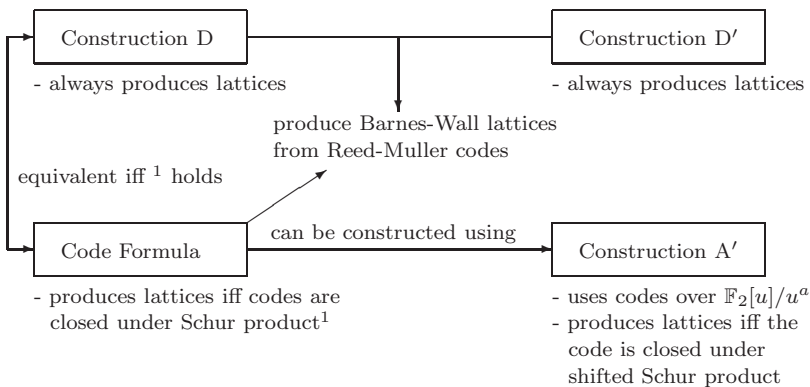 Construction D
Construction D′
- always produces lattices
- always produces lattices
produce Barnes-Wall lattices
from Reed-Muller codes
equivalent iff ¹ holds
can be constructed using
Code Formula
Construction A′
- produces lattices iff codes are
closed under Schur product¹
- uses codes over 𝔽₂[u]/uᵃ
- produces lattices iff the
code is closed under
shifted Schur product